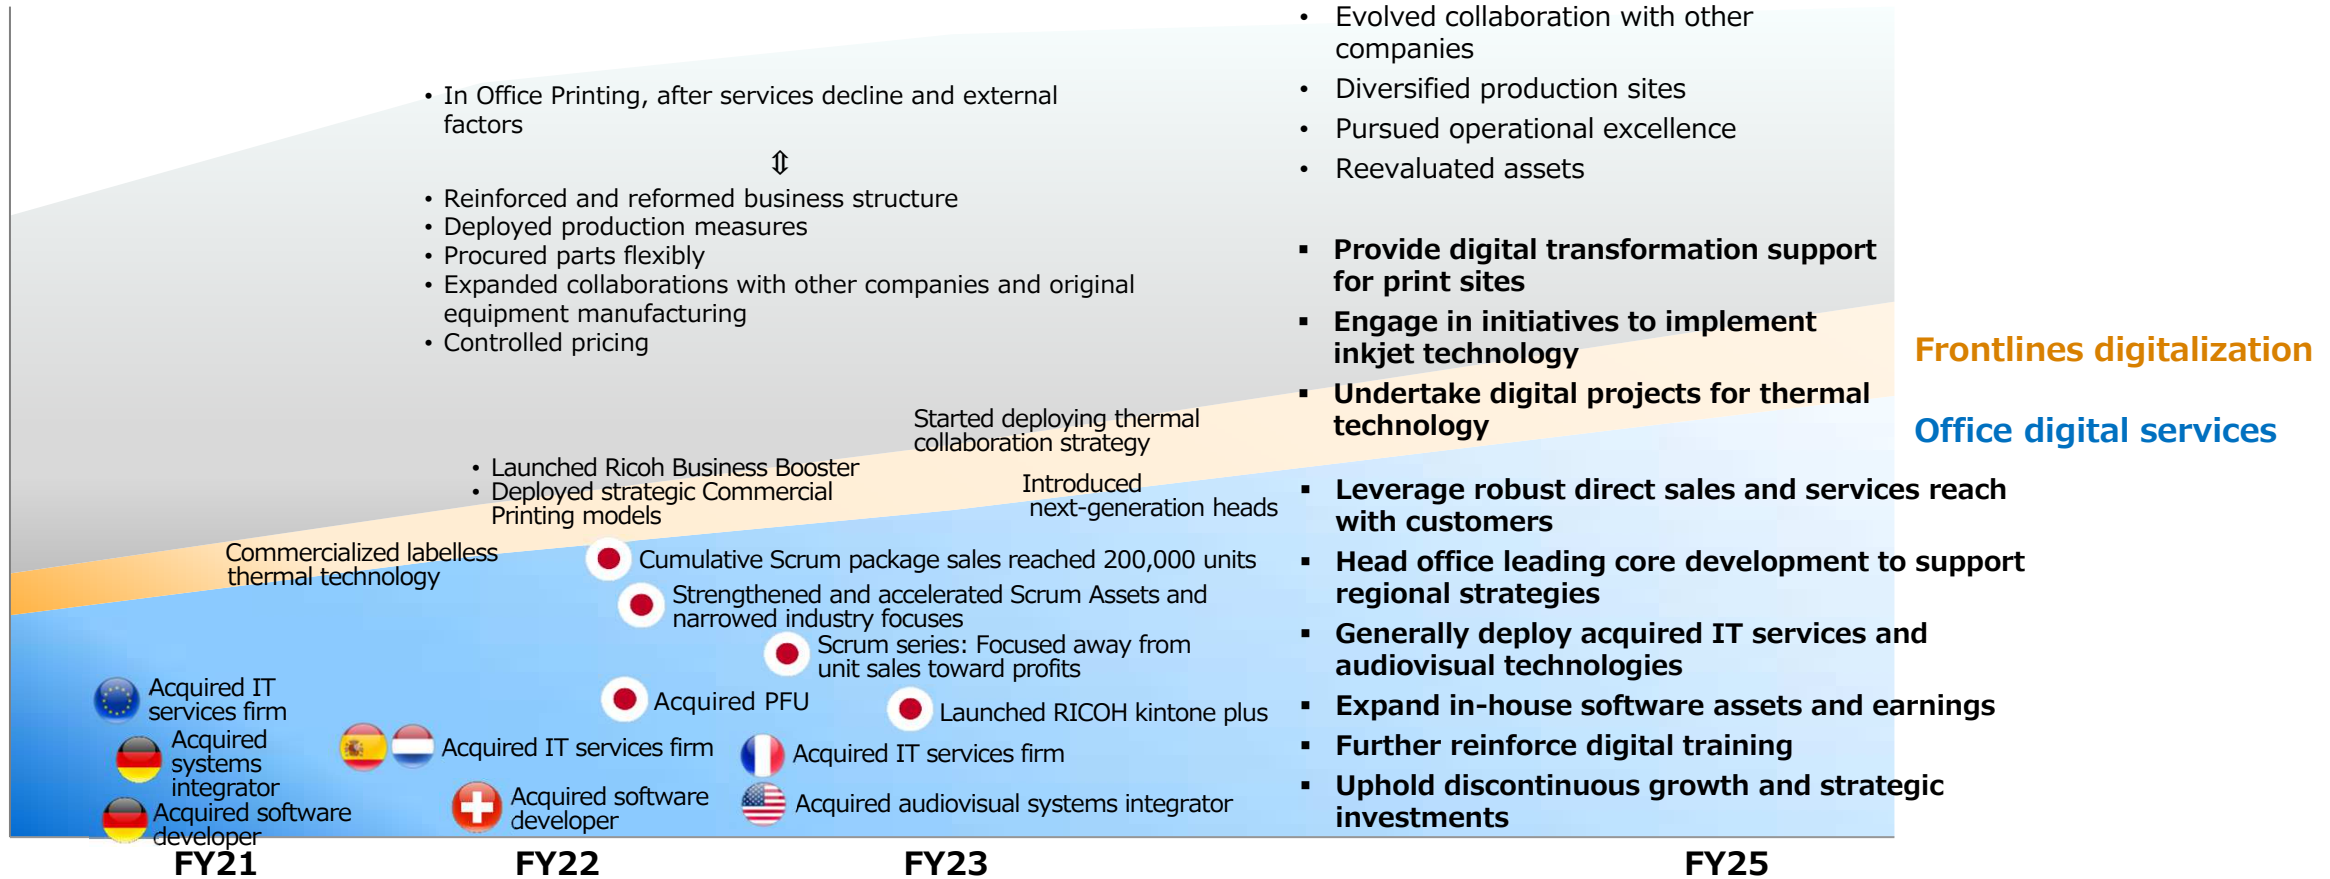 • Evolved collaboration with other
companies
• Diversified production sites
• Pursued operational excellence
• Reevaluated assets
• In Office Printing, after services decline and external
factors
⇕
• Reinforced and reformed business structure
• Deployed production measures
• Procured parts flexibly
• Expanded collaborations with other companies and original
equipment manufacturing
• Controlled pricing
▪ Provide digital transformation support
for print sites
▪ Engage in initiatives to implement
inkjet technology
▪ Undertake digital projects for thermal
technology
Frontlines digitalization
Office digital services
Started deploying thermal
collaboration strategy
• Launched Ricoh Business Booster
• Deployed strategic Commercial
Printing models
Introduced
next-generation heads
Commercialized labelless
thermal technology
Cumulative Scrum package sales reached 200,000 units
Strengthened and accelerated Scrum Assets and
narrowed industry focuses
Scrum series: Focused away from
unit sales toward profits
Acquired PFU
Launched RICOH kintone plus
Acquired IT
services firm
Acquired
systems
integrator
Acquired software
developer
Acquired IT services firm
Acquired software
developer
Acquired IT services firm
Acquired audiovisual systems integrator
▪ Leverage robust direct sales and services reach
with customers
▪ Head office leading core development to support
regional strategies
▪ Generally deploy acquired IT services and
audiovisual technologies
▪ Expand in-house software assets and earnings
▪ Further reinforce digital training
▪ Uphold discontinuous growth and strategic
investments
FY21
FY22
FY23
FY25